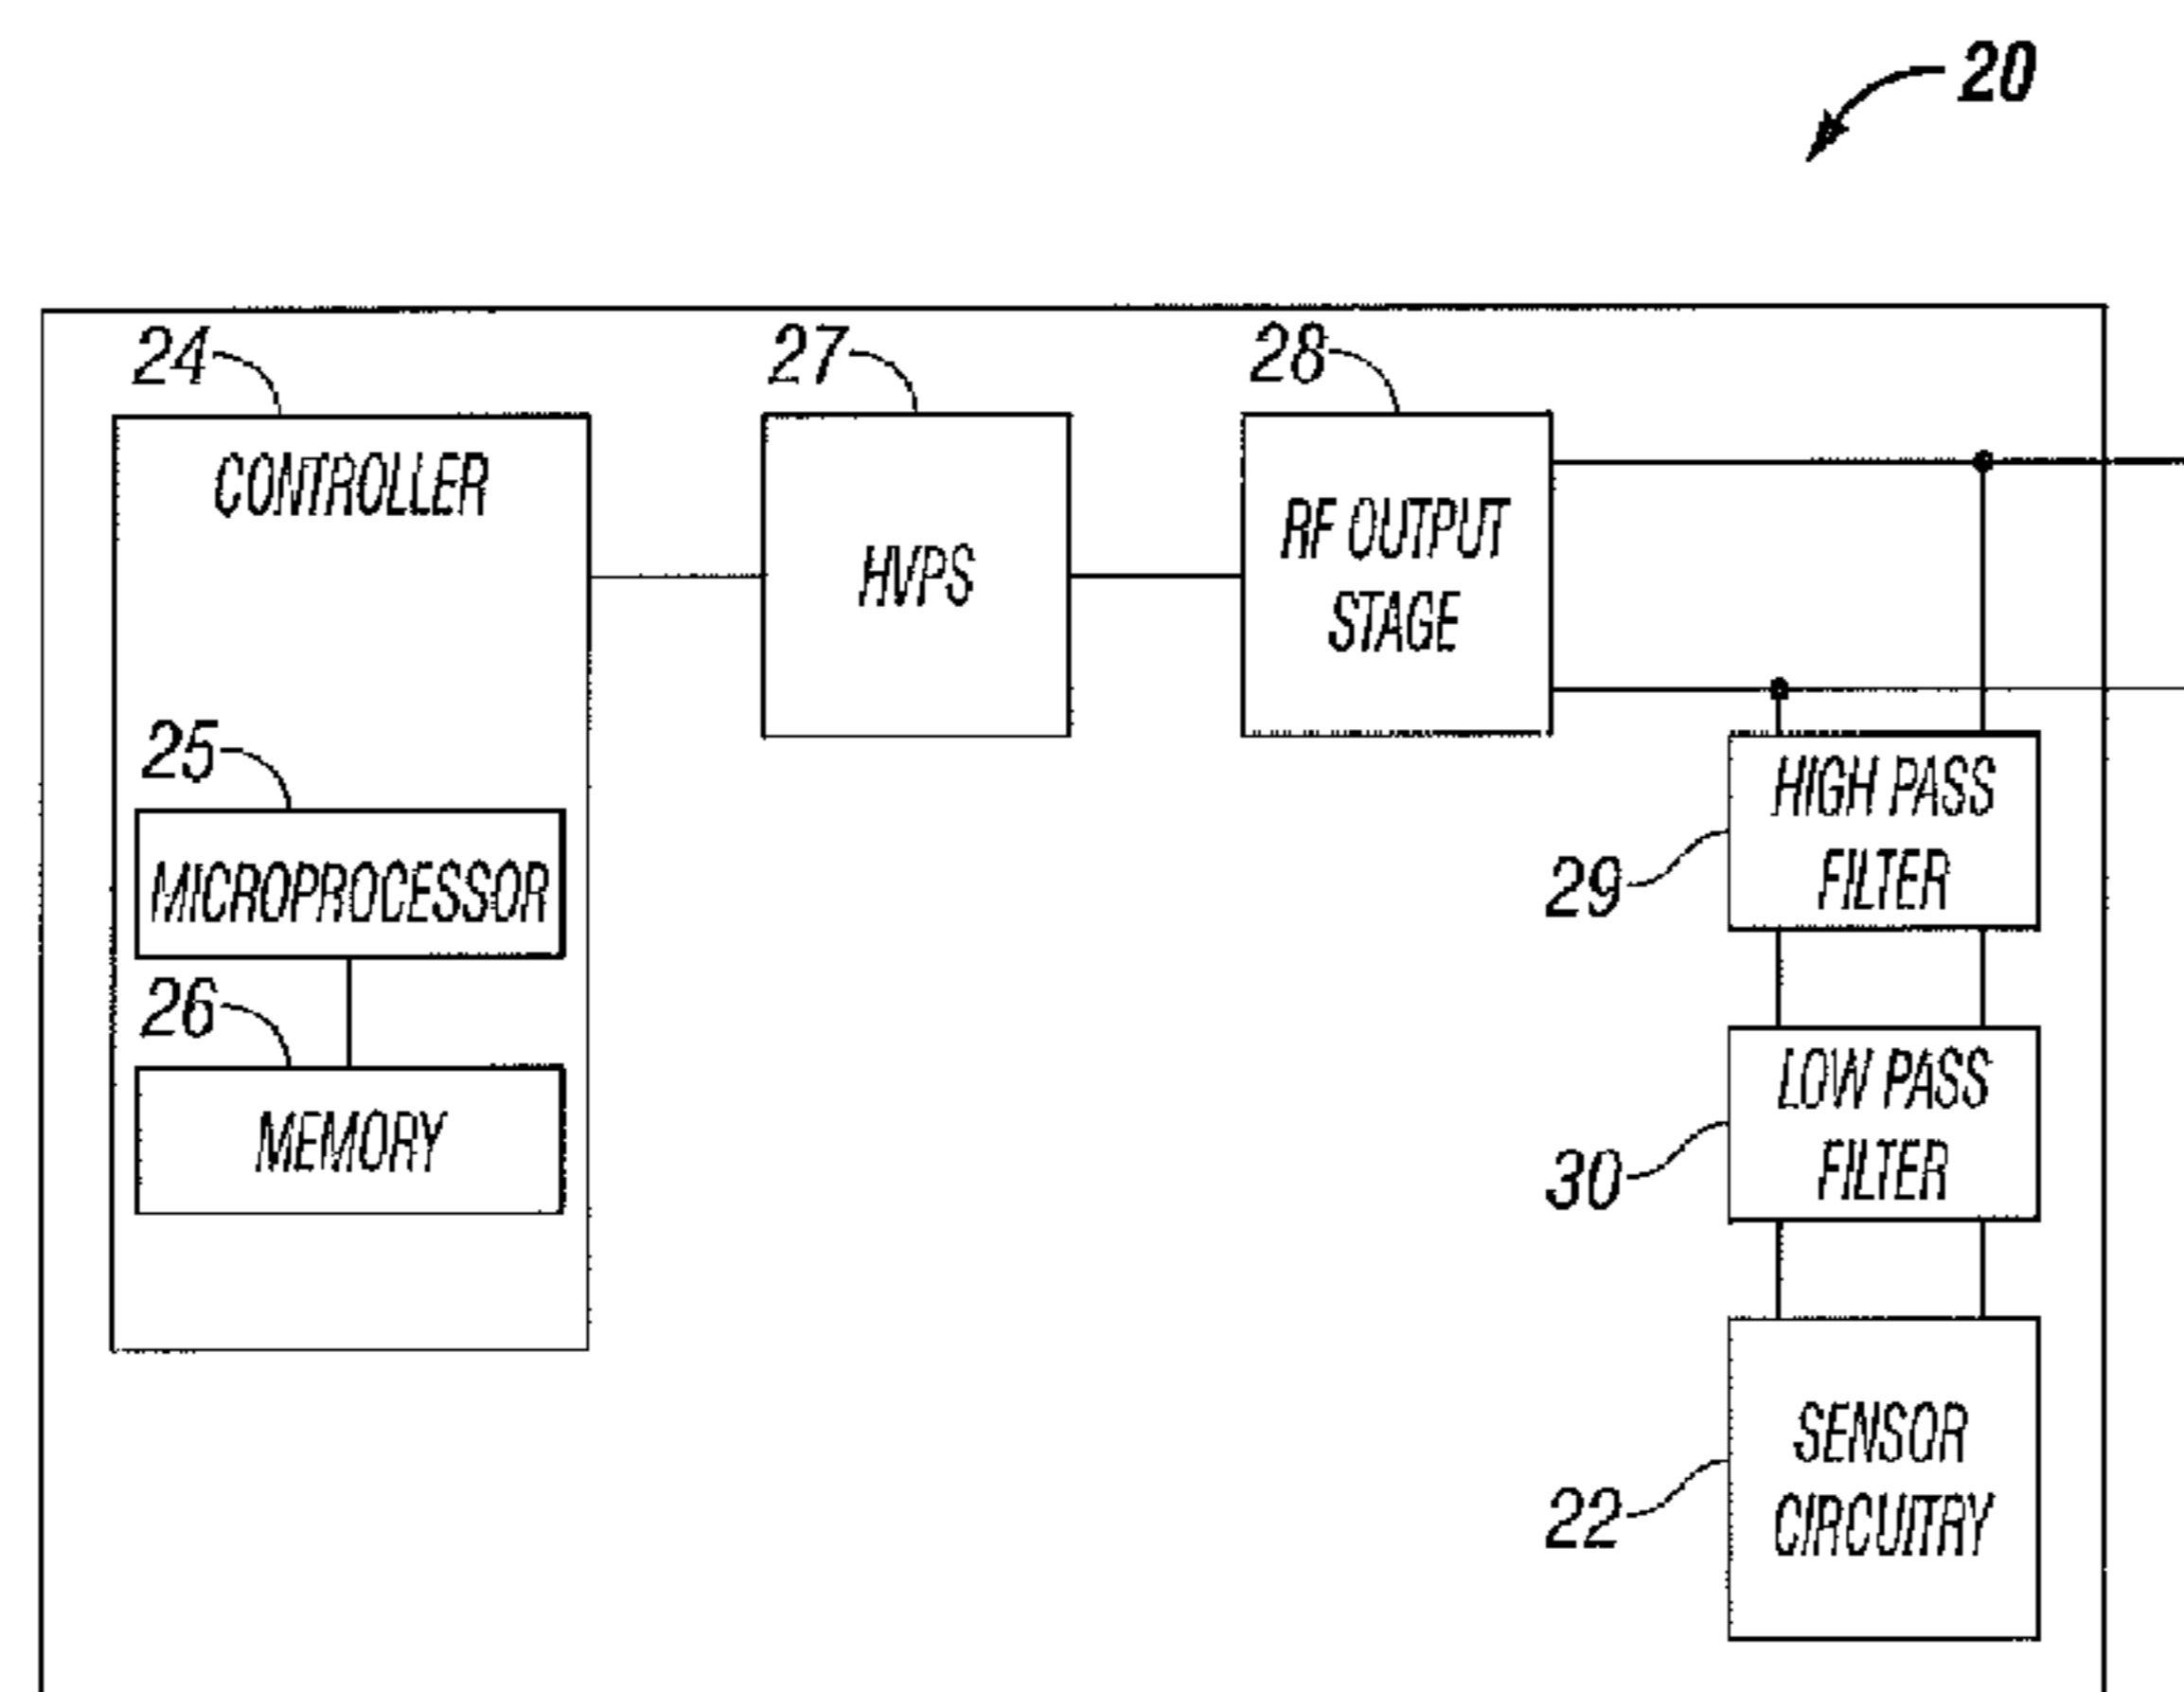 20
24
27
28
CONTROLLER
HVPS
RF OUTPUT
STAGE
25
MICROPROCESSOR
26
MEMORY
29
HIGH PASS
FILTER
30
LOW PASS
FILTER
22
SENSOR
CIRCUITRY